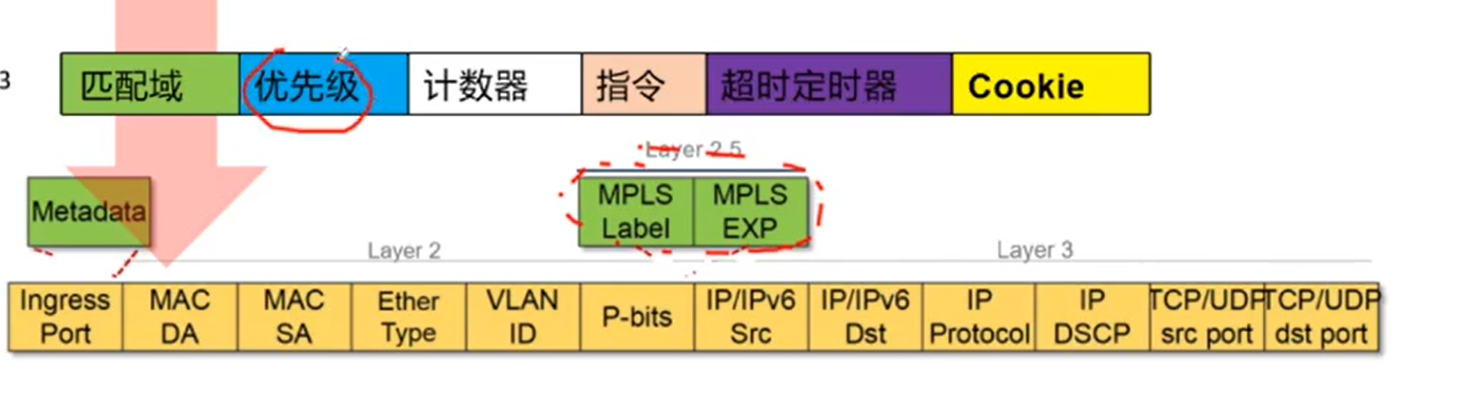 3
匹配域 优先级 计数器 指令 超时定时器 Cookie
Layer 2.5
Metadata
MPLS Label
MPLS EXP
Layer 2
Layer 3
Ingress Port
MAC DA
MAC SA
Ether Type
VLAN ID
P-bits
IP/IPv6 Src
IP/IPv6 Dst
IP Protocol
IP DSCP
TCP/UDP src port
TCP/UDP dst port